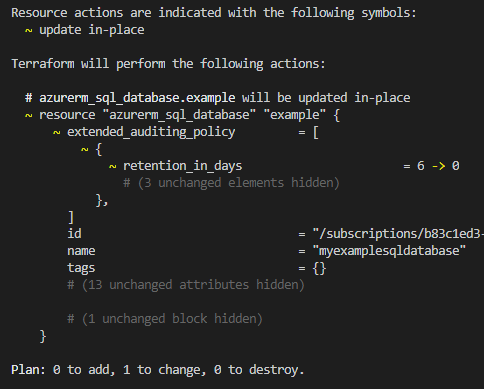 Resource actions are indicated with the following symbols:
~ update in-place
Terraform will perform the following actions:
# azurerm_sql_database.example will be updated in-place
~ resource "azurerm_sql_database" "example" {
~ extended_auditing_policy = [
~ {
~ retention_in_days = 6 -> 0
# (3 unchanged elements hidden)
},
]
id = "/subscriptions/b83c1ed3-
name = "myexamplesqldatabase"
tags = {}
# (13 unchanged attributes hidden)
# (1 unchanged block hidden)
}
Plan: 0 to add, 1 to change, 0 to destroy.